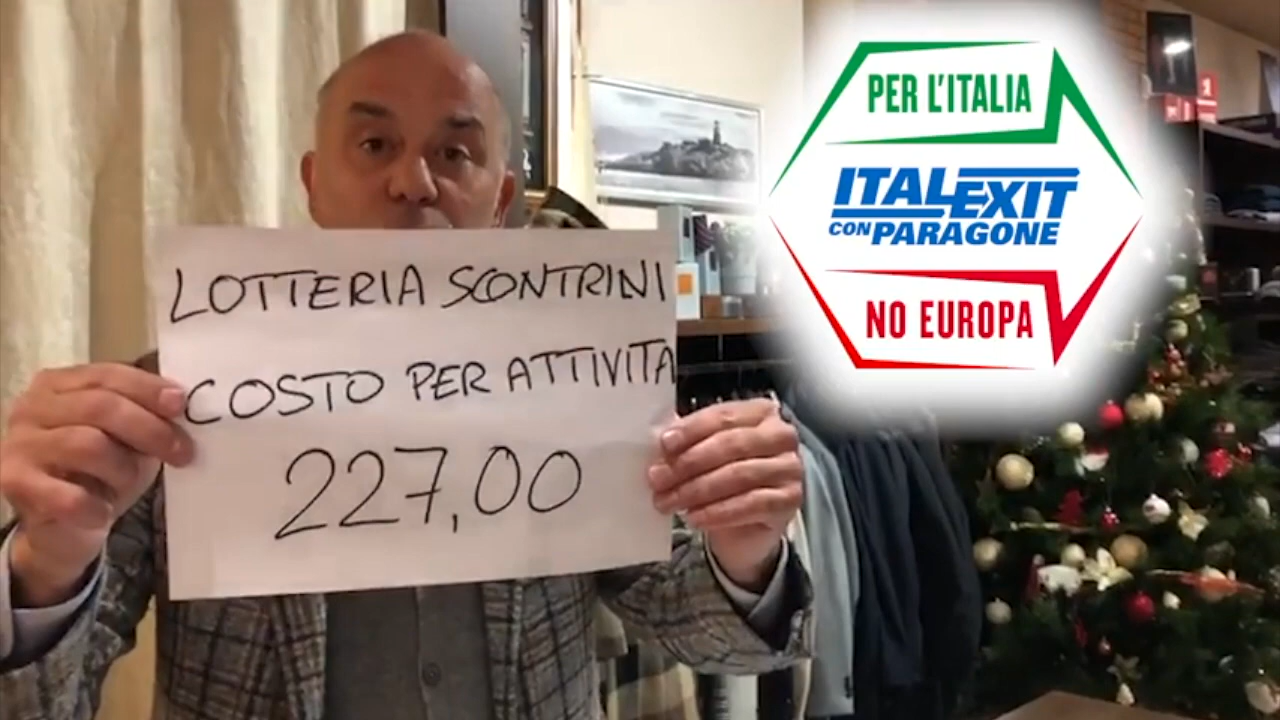 LOTTERIA SCONTRINI
COSTO PER ATTIVITA
227,00
PER L'ITALIA
ITALEXIT
CON PARAGONE
NO EUROPA